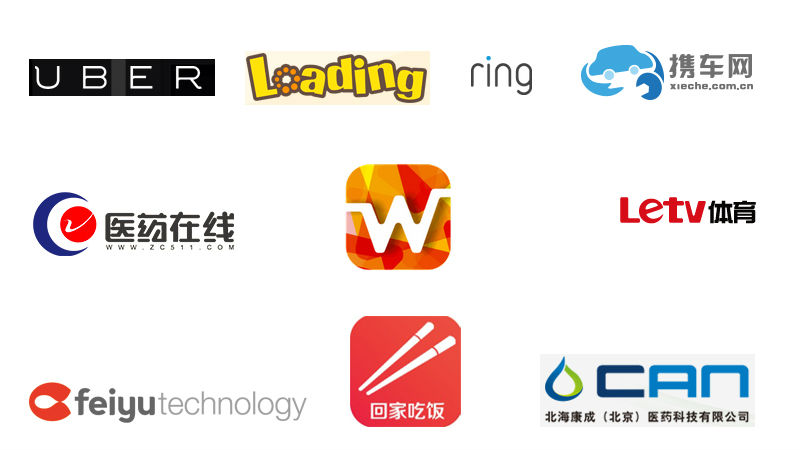 UBER
Loading
ring
携车网
xieche.com.cn
医药在线
WWW.ZC511.COM
W
Letv体育
feiyutechnology
回家吃饭
CAN
北海康成（北京）医药科技有限公司